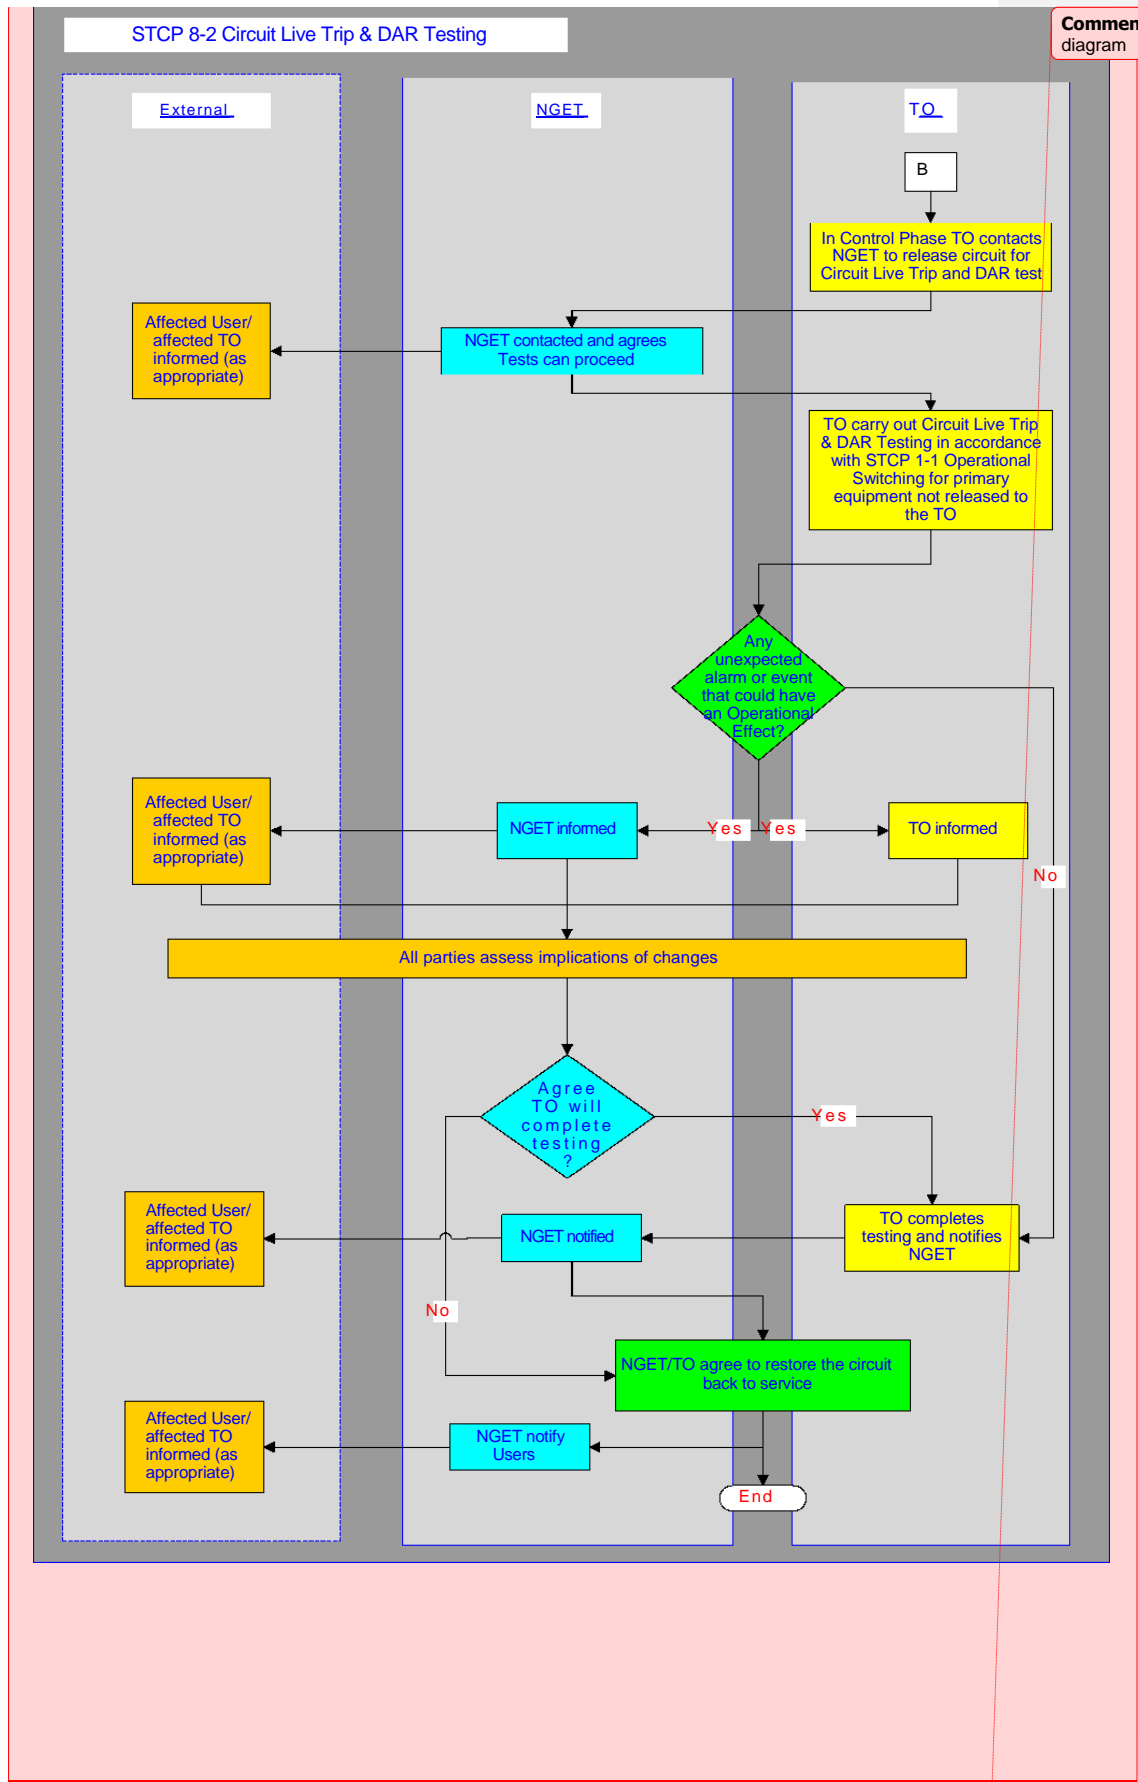 STCP 8-2 Circuit Live Trip & DAR Testing
Commen
diagram
External
NGET
TO
B
In Control Phase TO contacts
NGET to release circuit for
Circuit Live Trip and DAR test
Affected User/
affected TO
informed (as
appropriate)
NGET contacted and agrees
Tests can proceed
TO carry out Circuit Live Trip
& DAR Testing in accordance
with STCP 1-1 Operational
Switching for primary
equipment not released to
the TO
Any
unexpected
alarm or event
that could have
an Operational
Effect?
Affected User/
affected TO
informed (as
appropriate)
NGET informed
Yes
Yes
TO informed
No
All parties assess implications of changes
Agree
TO will
complete
testing
?
Yes
Affected User/
affected TO
informed (as
appropriate)
NGET notified
TO completes
testing and notifies
NGET
No
NGET/TO agree to restore the circuit
back to service
Affected User/
affected TO
informed (as
appropriate)
NGET notify
Users
End